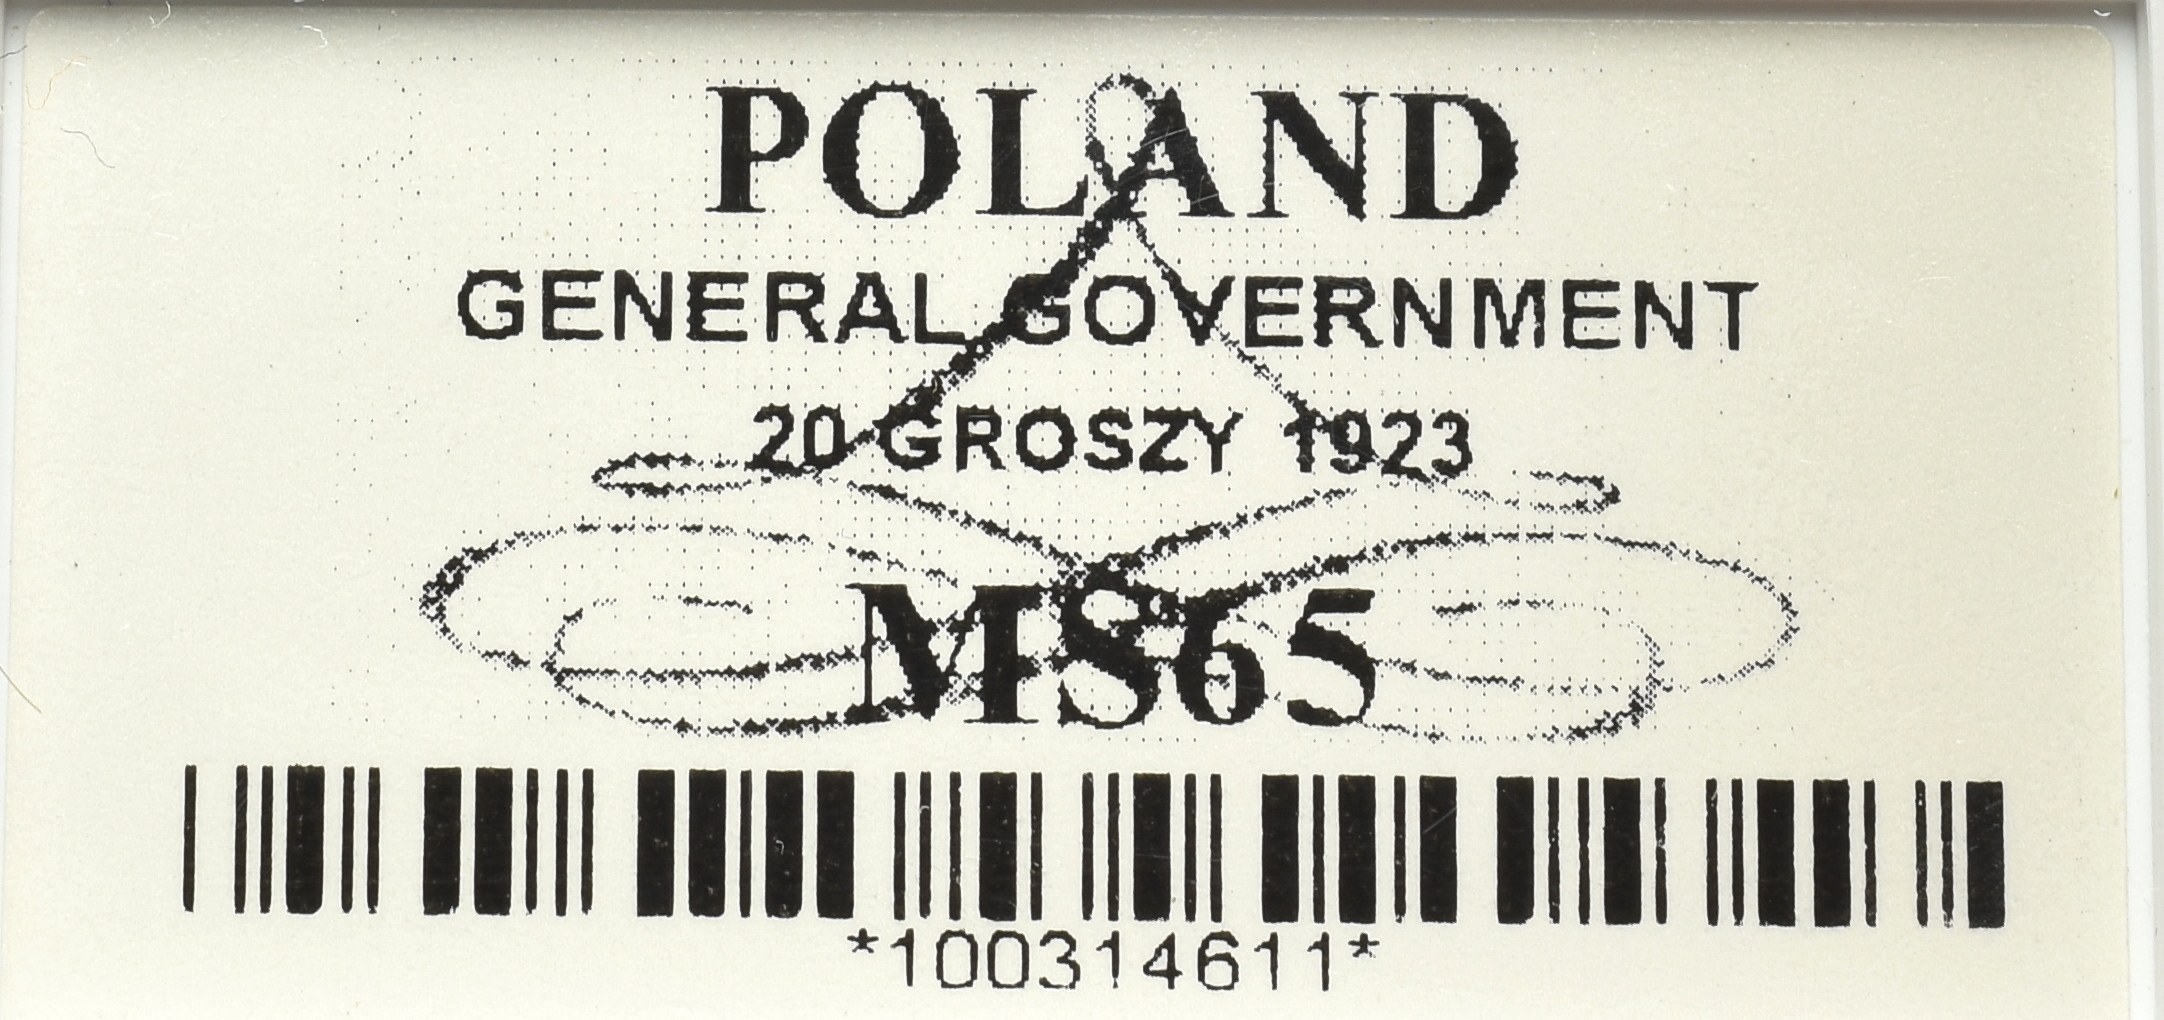 POLAND
GENERAL GOVERNMENT
20 GROSZY 1923
MS65
*100314611*